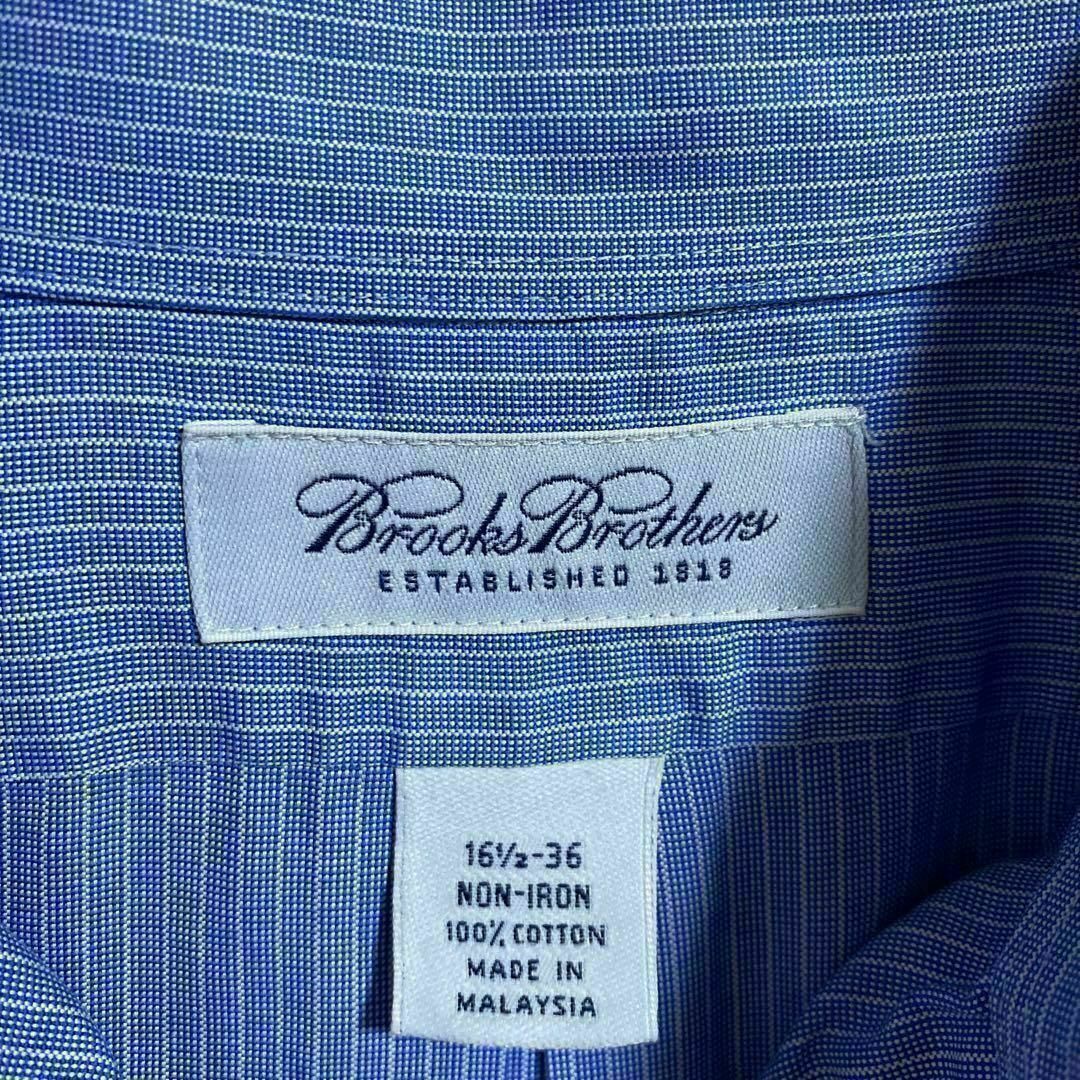 Brooks Brothers
ESTABLISHED 1818
16½-36
NON-IRON
100% COTTON
MADE IN
MALAYSIA